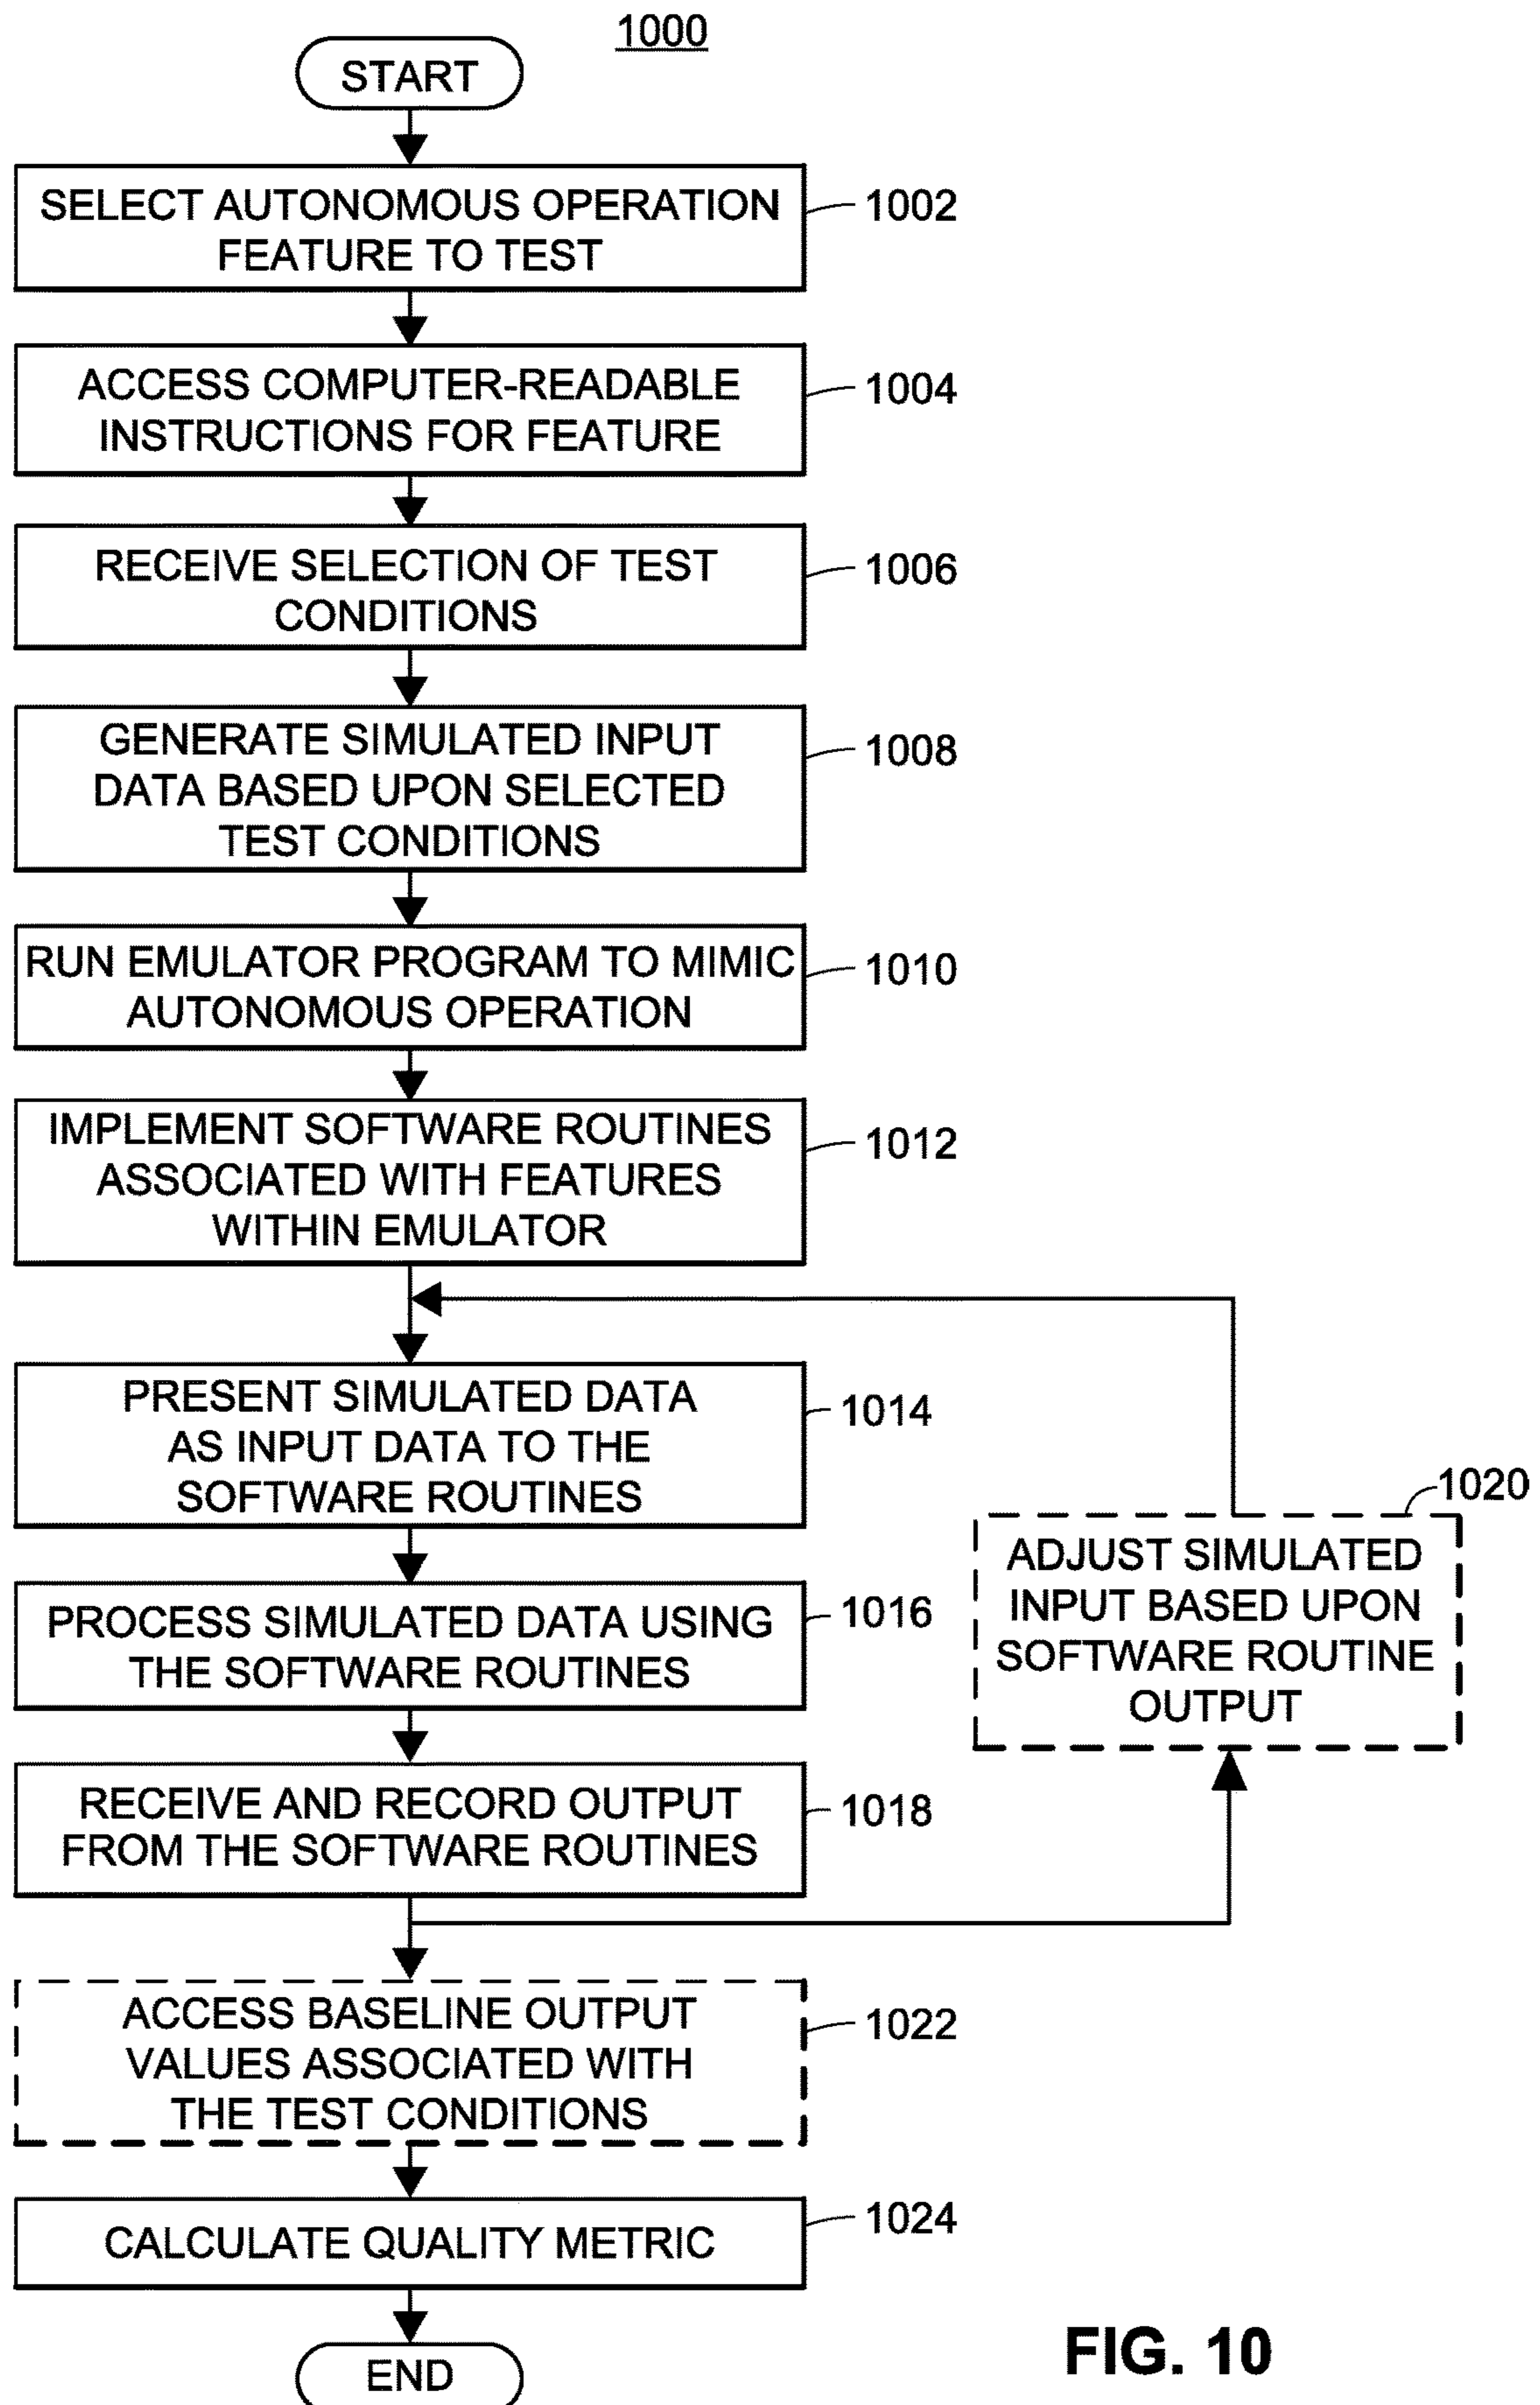 1000
START
SELECT AUTONOMOUS OPERATION
FEATURE TO TEST
1002
ACCESS COMPUTER-READABLE
INSTRUCTIONS FOR FEATURE
1004
RECEIVE SELECTION OF TEST
CONDITIONS
1006
GENERATE SIMULATED INPUT
DATA BASED UPON SELECTED
TEST CONDITIONS
1008
RUN EMULATOR PROGRAM TO MIMIC
AUTONOMOUS OPERATION
1010
IMPLEMENT SOFTWARE ROUTINES
ASSOCIATED WITH FEATURES
WITHIN EMULATOR
1012
PRESENT SIMULATED DATA
AS INPUT DATA TO THE
SOFTWARE ROUTINES
1014
PROCESS SIMULATED DATA USING
THE SOFTWARE ROUTINES
1016
RECEIVE AND RECORD OUTPUT
FROM THE SOFTWARE ROUTINES
1018
1020
ADJUST SIMULATED
INPUT BASED UPON
SOFTWARE ROUTINE
OUTPUT
ACCESS BASELINE OUTPUT
VALUES ASSOCIATED WITH
THE TEST CONDITIONS
1022
CALCULATE QUALITY METRIC
1024
END
FIG. 10